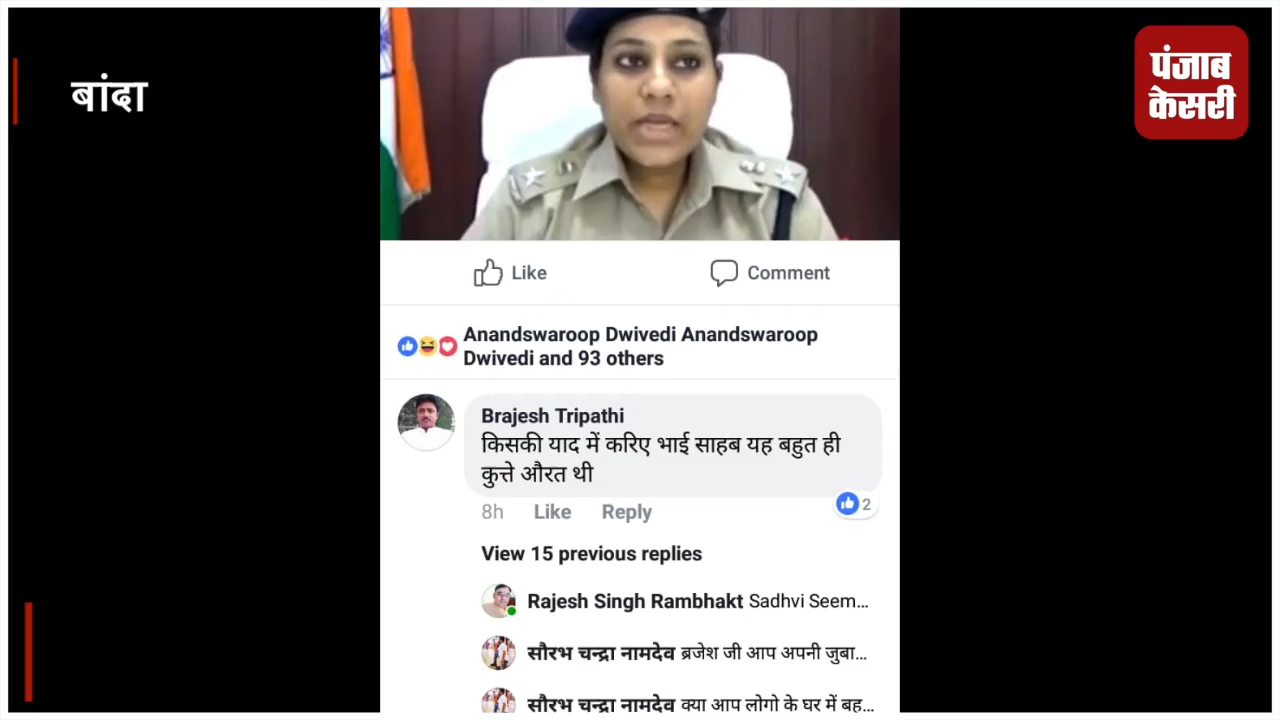 बांदा
पंजाब
केसरी
Like
Comment
Anandswaroop Dwivedi Anandswaroop
Dwivedi and 93 others
Brajesh Tripathi
किसकी याद में करिए भाई साहब यह बहुत ही
कुत्ते औरत थी
2
8h Like Reply
View 15 previous replies
Rajesh Singh Rambhakt Sadhvi Seem...
सौरभ चन्द्रा नामदेव ब्रजेश जी आप अपनी जुबा...
सौरभ चन्द्रा नामदेव क्या आप लोगो के घर में बह...